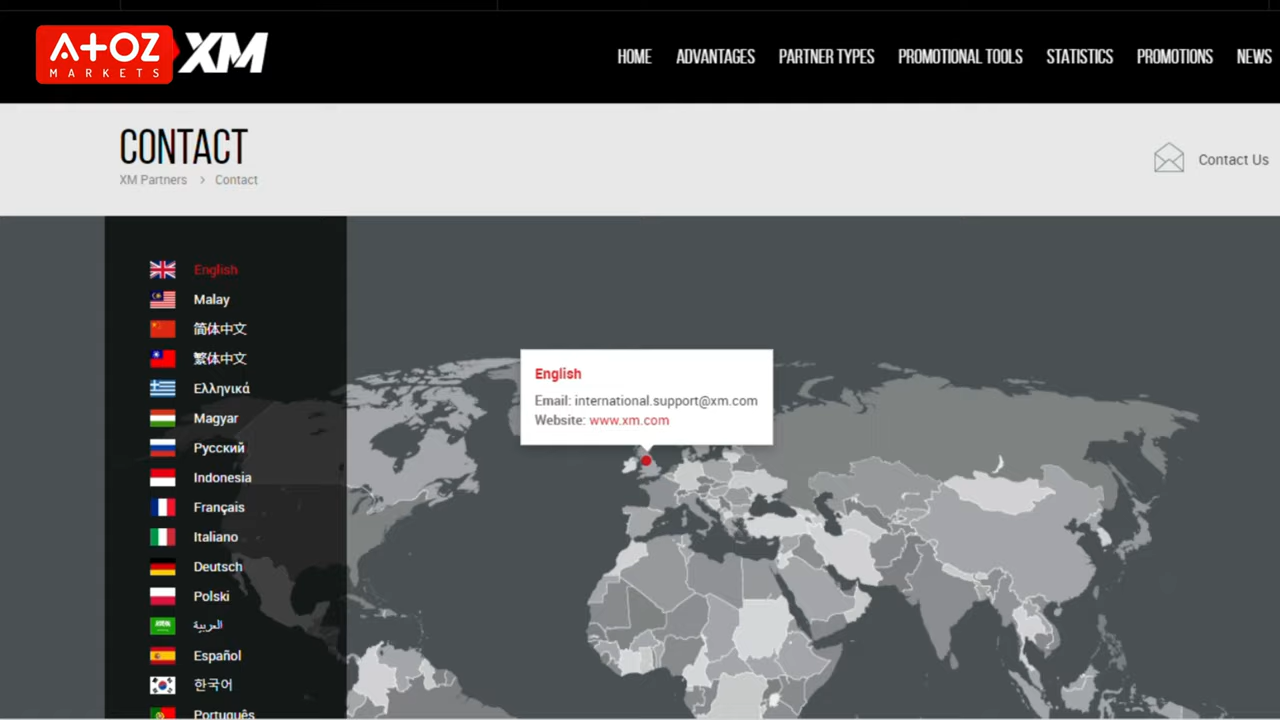 A+OZ
MARKETS
XM
HOME
ADVANTAGES
PARTNER TYPES
PROMOTIONAL TOOLS
STATISTICS
PROMOTIONS
NEWS
CONTACT
XM Partners > Contact
Contact Us
English
Malay
简体中文
繁体中文
Ελληνικά
Magyar
Русский
Indonesia
Français
Italiano
Deutsch
Polski
العربية
Español
한국어
Português
English
Email: international.support@xm.com
Website: www.xm.com